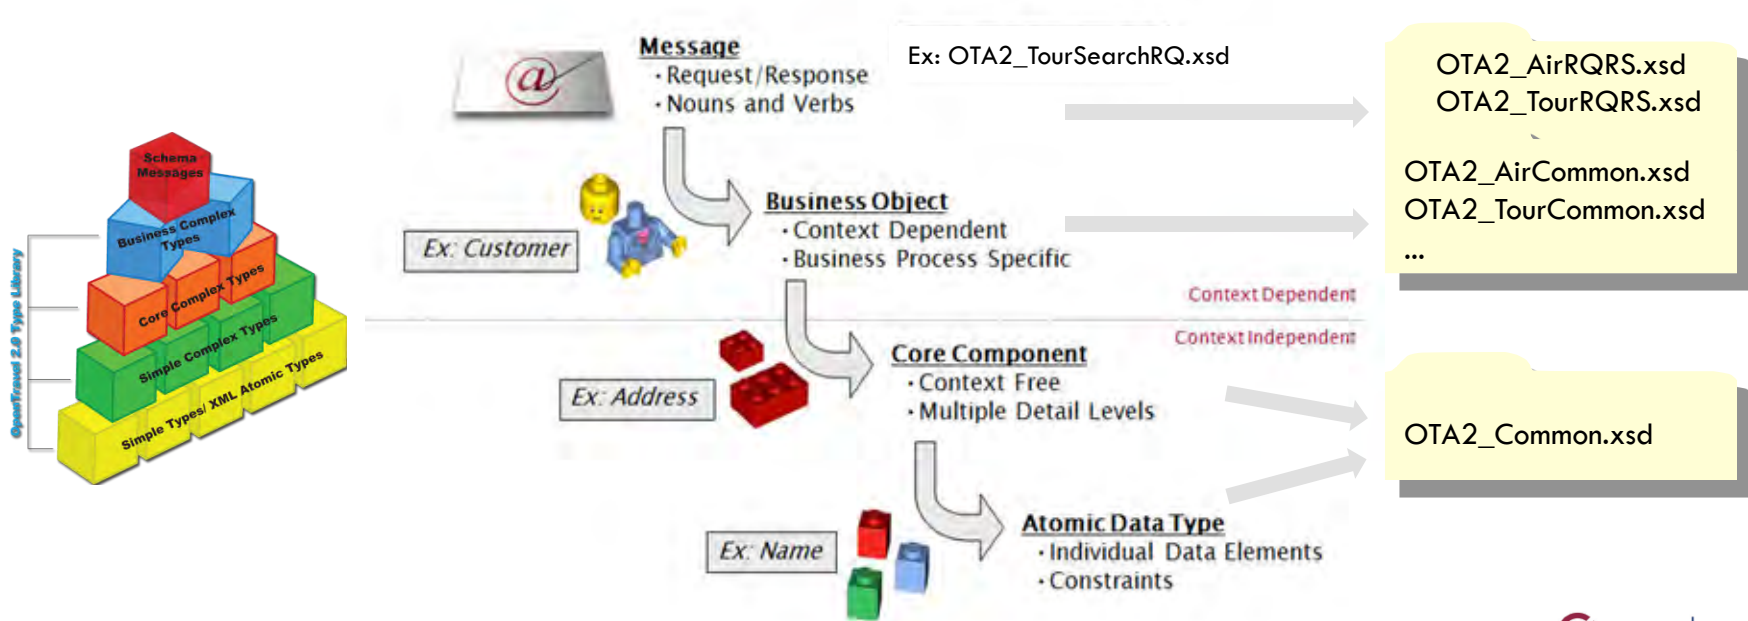 Schema
Messages
Business Complex
Types
Core Complex Types
Simple Complex Types
Simple Types/ XML Atomic Types
OpenTravel 2.0 Type Library
Message
· Request/Response
· Nouns and Verbs
@
Ex: OTA2_TourSearchRQ.xsd
Business Object
· Context Dependent
· Business Process Specific
Ex: Customer
Context Dependent
Context Independent
Core Component
· Context Free
· Multiple Detail Levels
Ex: Address
Atomic Data Type
· Individual Data Elements
· Constraints
Ex: Name
OTA2_AirRQRS.xsd
OTA2_TourRQRS.xsd
OTA2_AirCommon.xsd
OTA2_TourCommon.xsd
...
OTA2_Common.xsd